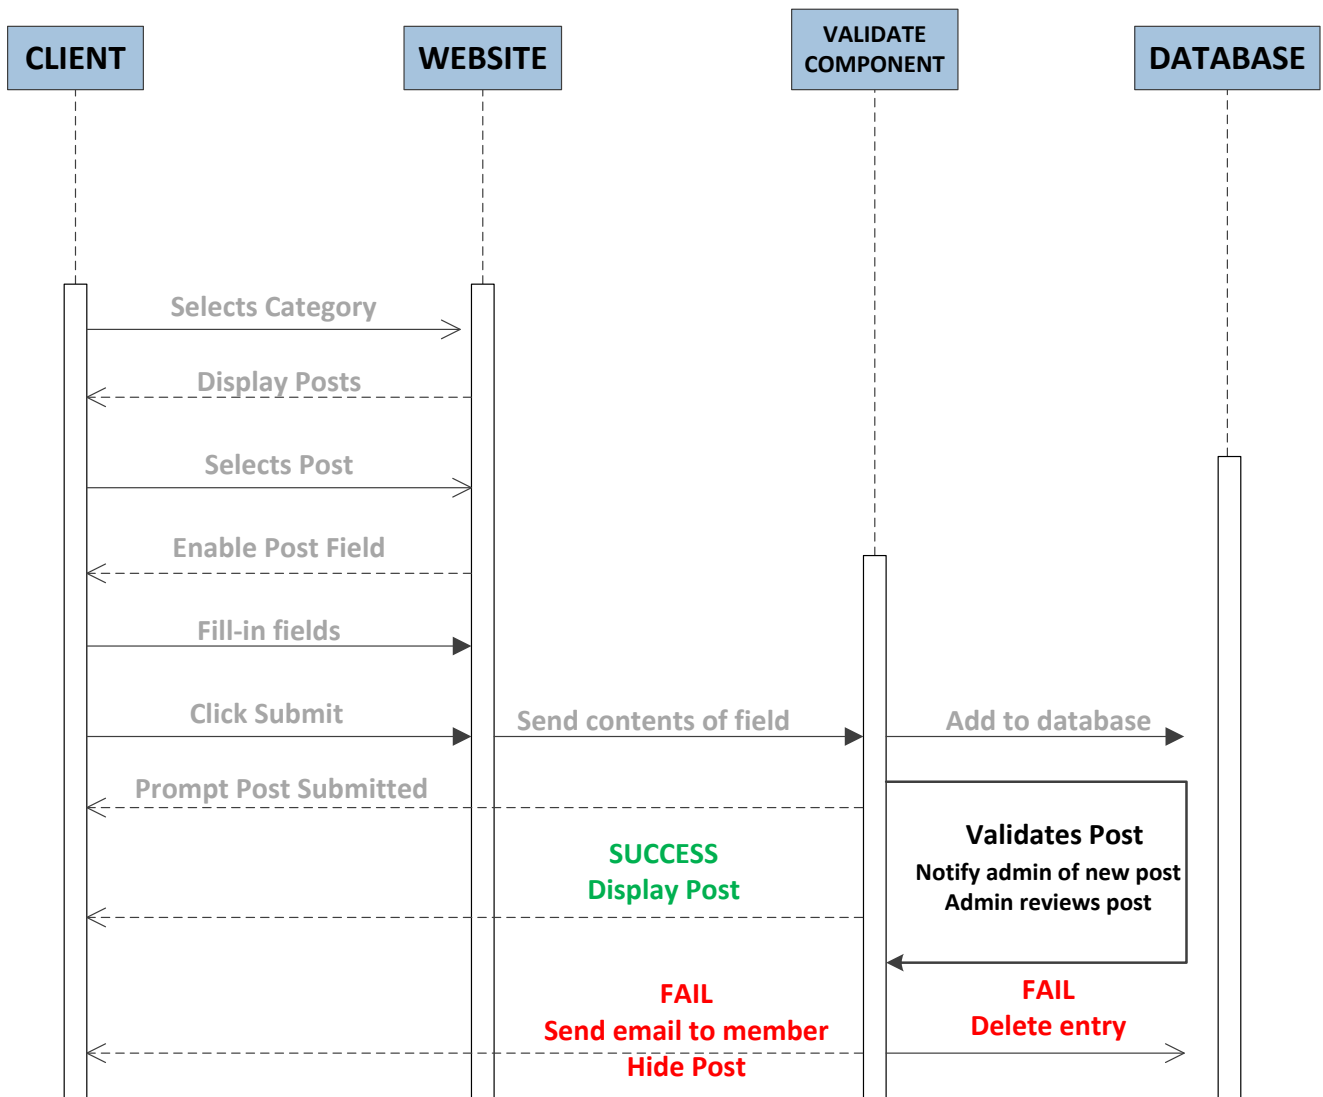 CLIENT
WEBSITE
VALIDATE
COMPONENT
DATABASE
Selects Category
Display Posts
Selects Post
Enable Post Field
Fill-in fields
Click Submit
Send contents of field
Add to database
Prompt Post Submitted
Validates Post
Notify admin of new post
Admin reviews post
SUCCESS
Display Post
FAIL
Send email to member
Hide Post
FAIL
Delete entry